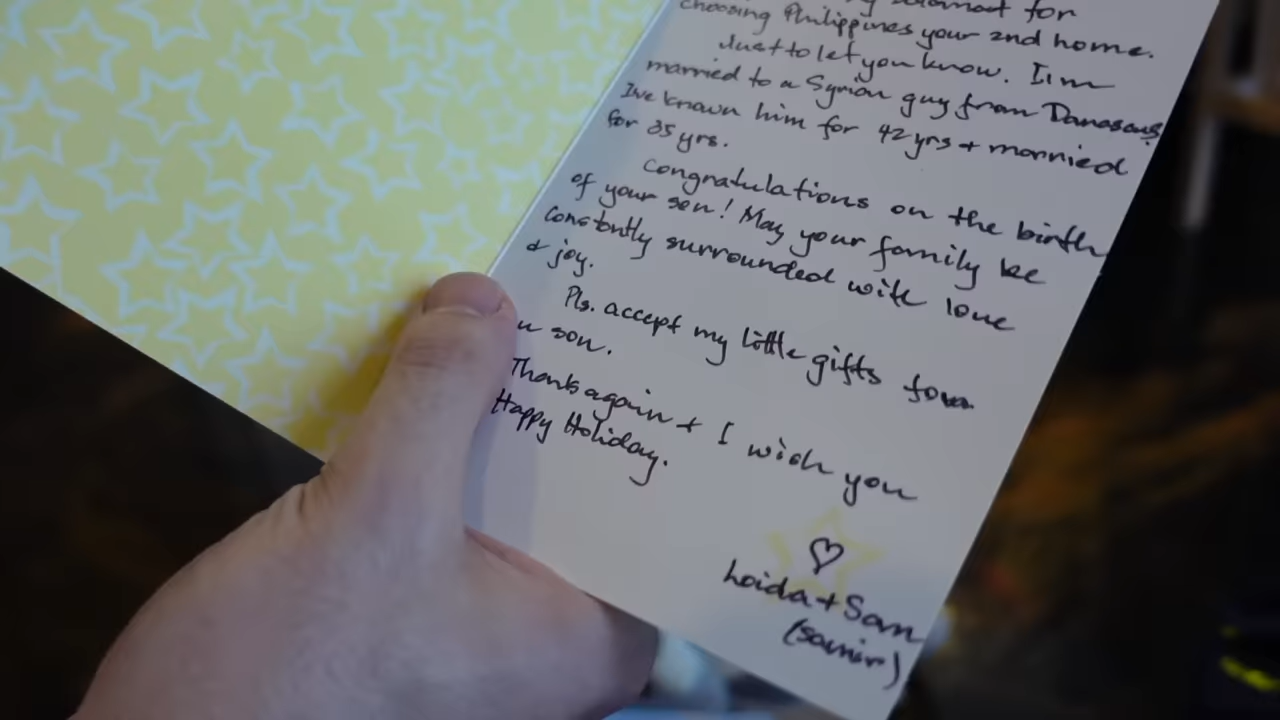 for
choosing Philippines your 2nd home.
Just to let you know. I'm
married to a Syrian guy from Damascus.
I've known him for 42 yrs + married
for 35 yrs.
Congratulations on the birth
of your son! May your family be
constantly surrounded with love
& joy.
Pls. accept my little gifts
son.
Thanks again + I wish you
Happy Holiday.
♡
Loida + Sam
(Samir)